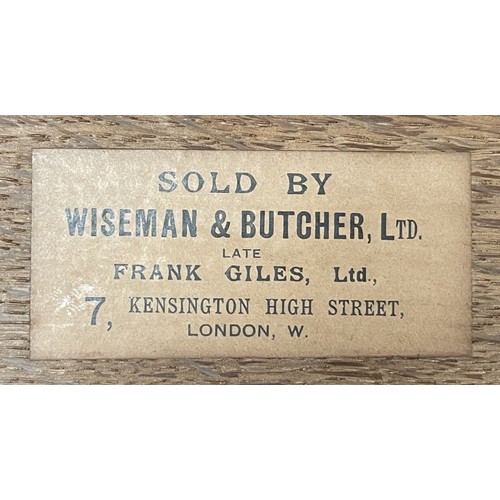 SOLD BY
WISEMAN & BUTCHER, LTD.
LATE
FRANK GILES, Ltd.,
7, KENSINGTON HIGH STREET,
LONDON, W.